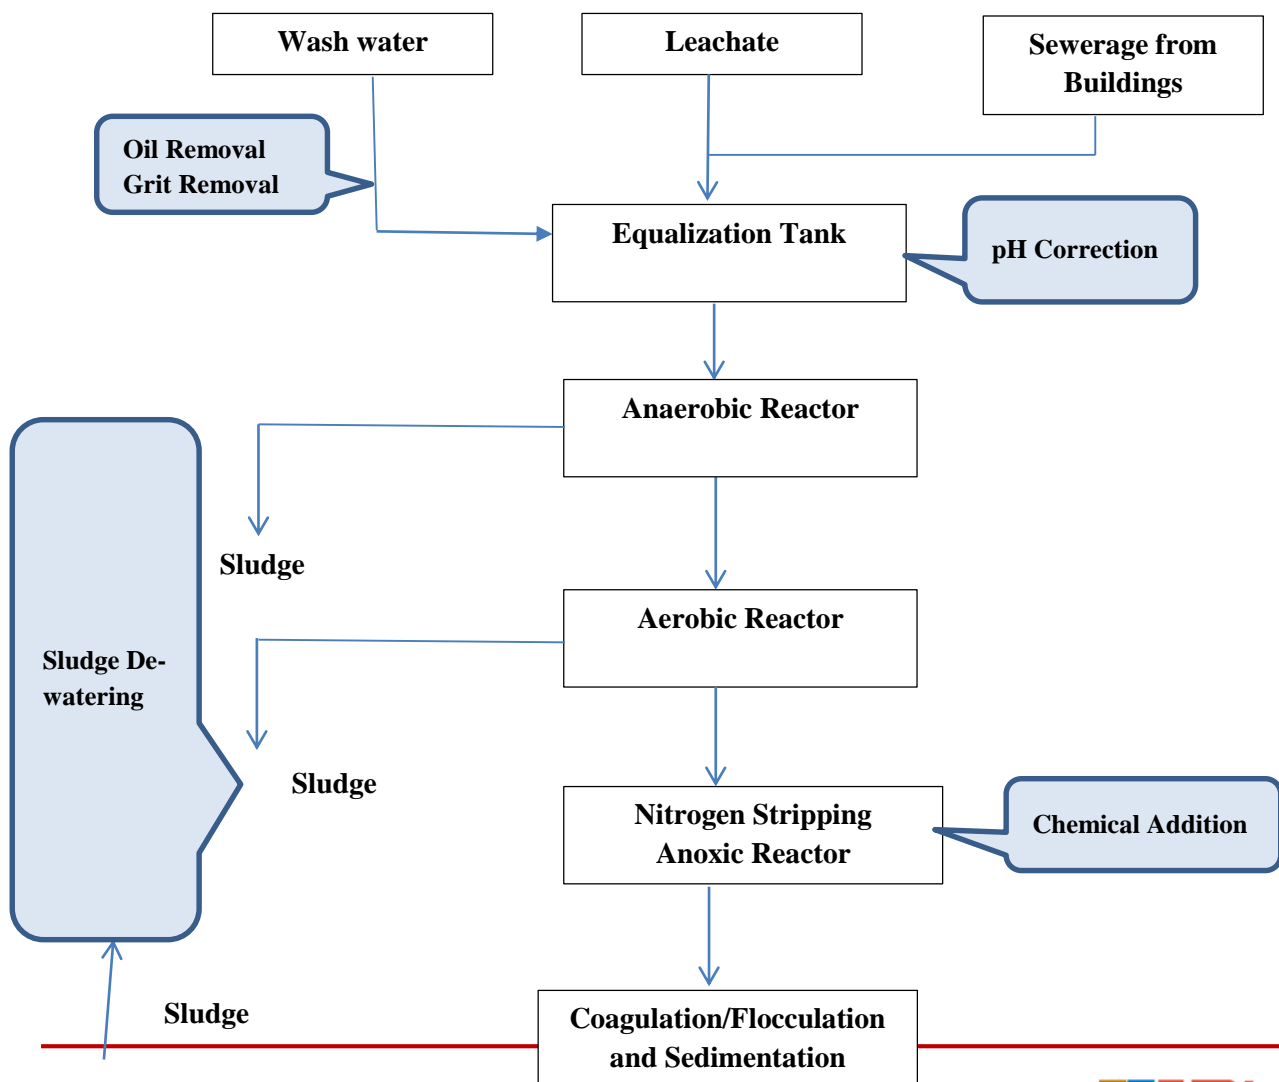 Wash water
Leachate
Sewerage from
Buildings
Oil Removal
Grit Removal
Equalization Tank
pH Correction
Anaerobic Reactor
Sludge
Aerobic Reactor
Sludge De-
watering
Sludge
Nitrogen Stripping
Anoxic Reactor
Chemical Addition
Sludge
Coagulation/Flocculation
and Sedimentation